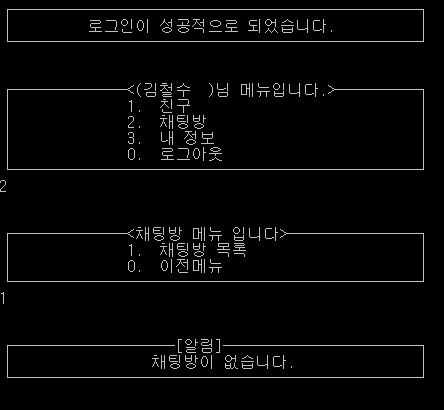 로그인이 성공적으로 되었습니다.
<(김철수  )님 메뉴입니다.>
1. 친구
2. 채팅방
3. 내 정보
0. 로그아웃
2
<채팅방 메뉴 입니다>
1. 채팅방 목록
0. 이전메뉴
1
[알림]
채팅방이 없습니다.